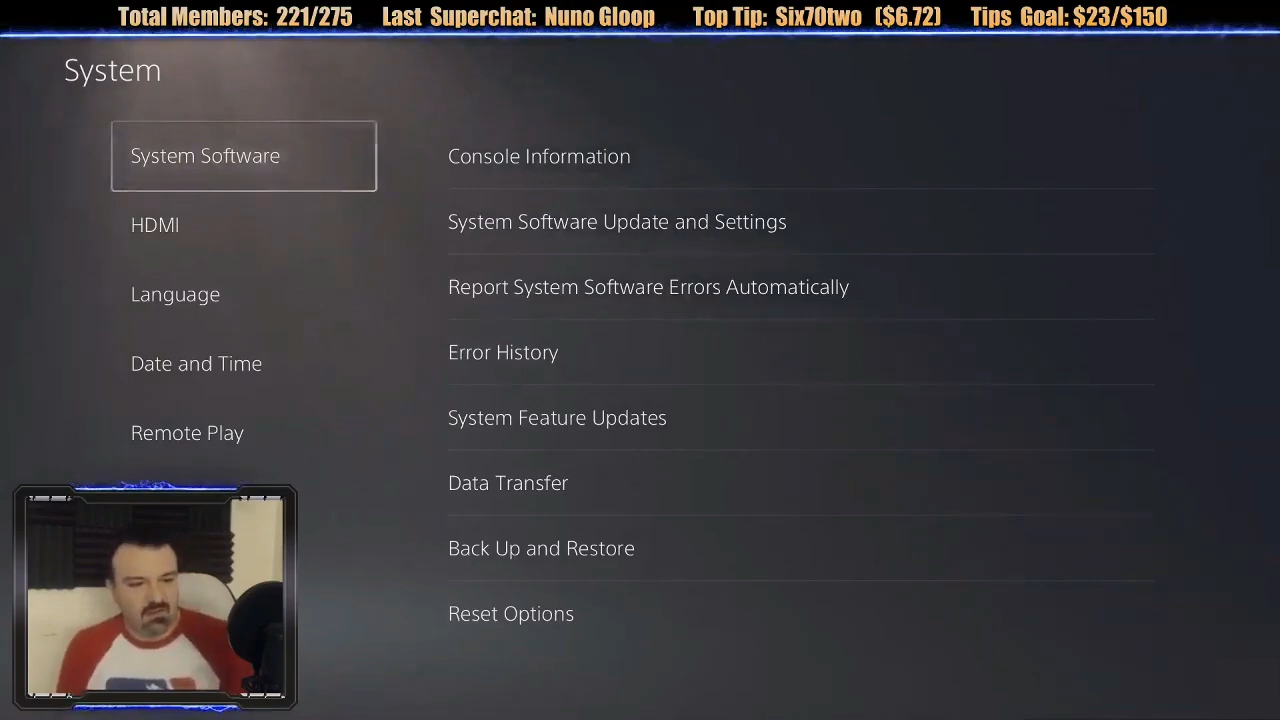 Total Members: 221/275 Last Superchat: Nuno Gloop Top Tip: Six70two ($6.72) Tips Goal: $23/$150
System
System Software
HDMI
Language
Date and Time
Remote Play
Console Information
System Software Update and Settings
Report System Software Errors Automatically
Error History
System Feature Updates
Data Transfer
Back Up and Restore
Reset Options